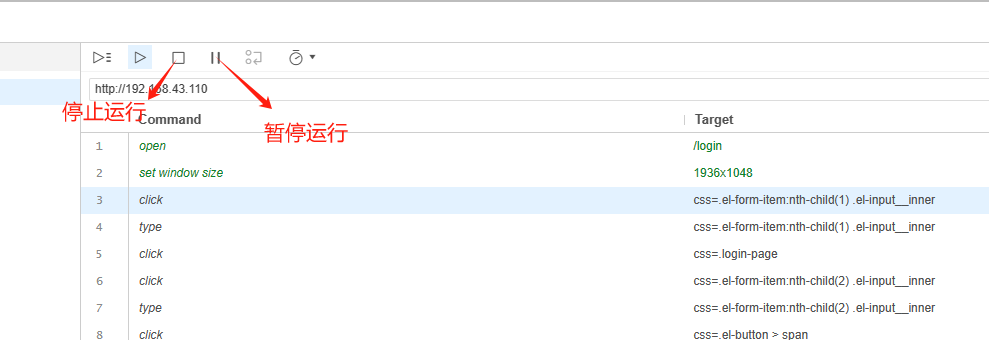 http://192.168.43.110
停止运行
暂停运行
Command Target
1 open /login
2 set window size 1936x1048
3 click css=.el-form-item:nth-child(1) .el-input__inner
4 type css=.el-form-item:nth-child(1) .el-input__inner
5 click css=.login-page
6 click css=.el-form-item:nth-child(2) .el-input__inner
7 type css=.el-form-item:nth-child(2) .el-input__inner
8 click css=.el-button > span